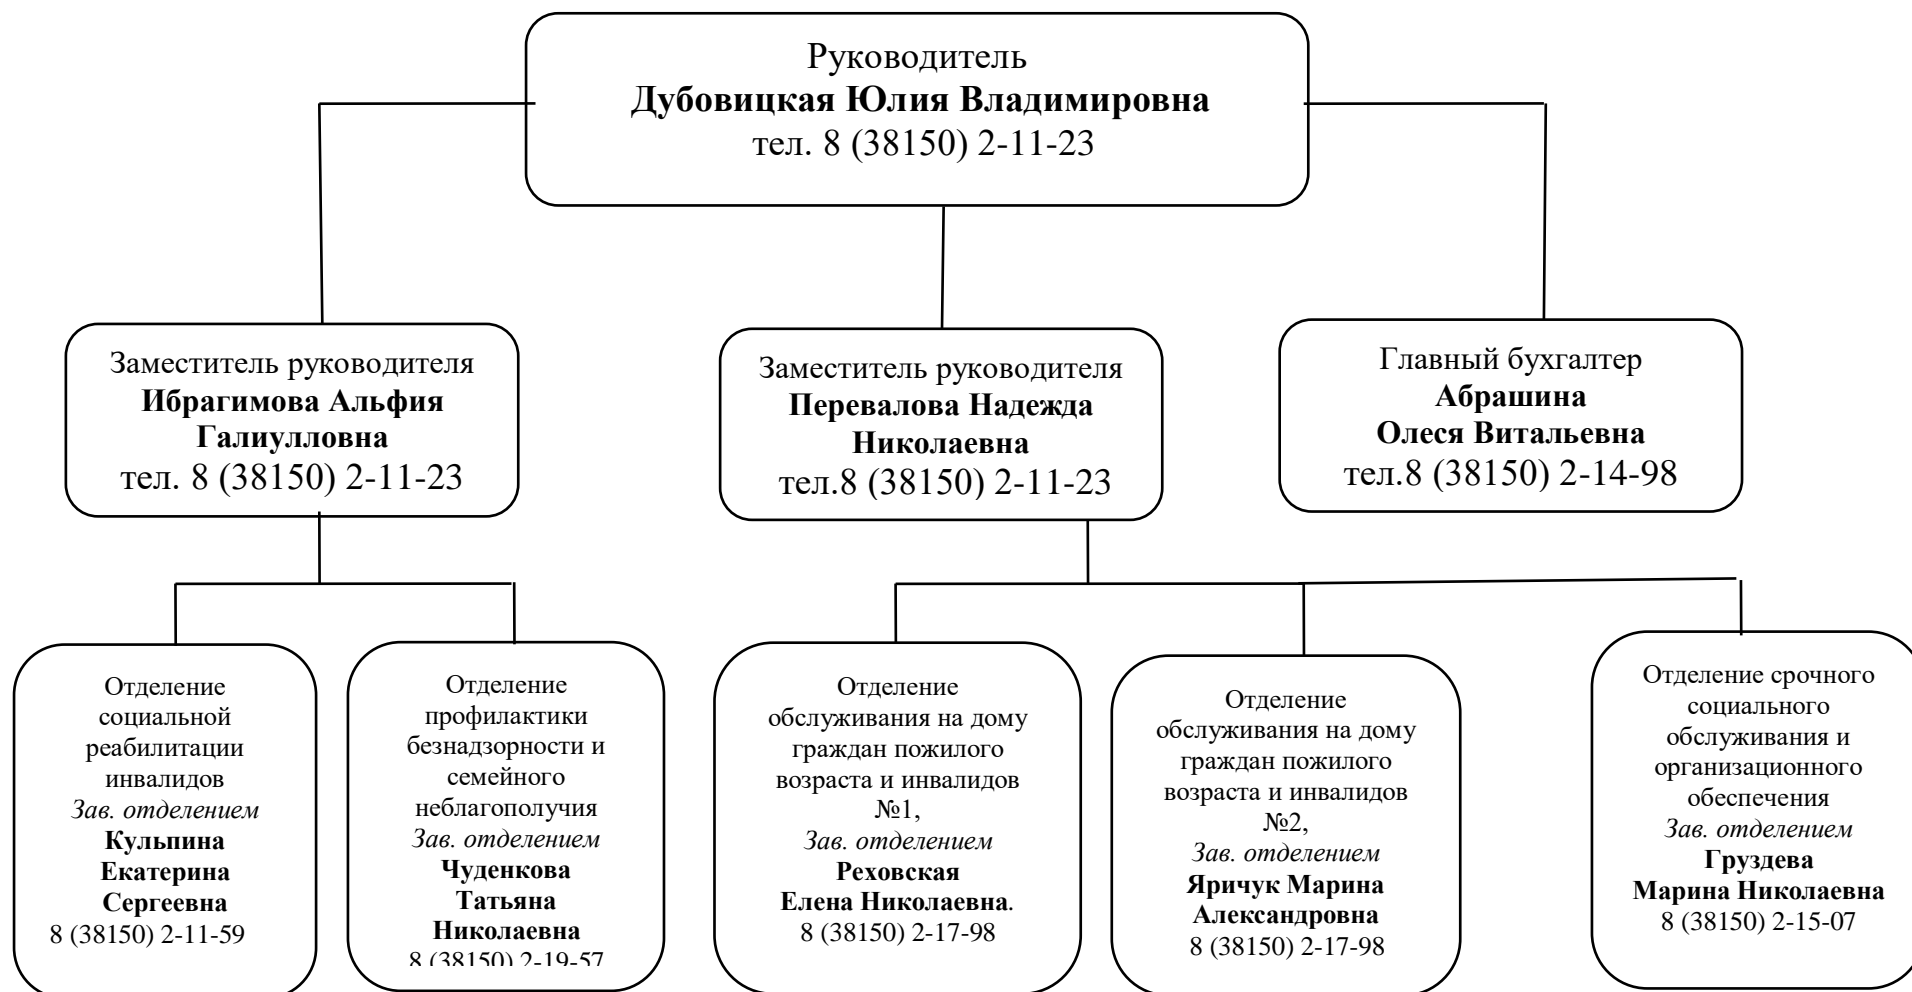 Руководитель
Дубовицкая Юлия Владимировна
тел. 8 (38150) 2-11-23
Заместитель руководителя
Ибрагимова Альфия
Галиулловна
тел. 8 (38150) 2-11-23
Заместитель руководителя
Перевалова Надежда
Николаевна
тел.8 (38150) 2-11-23
Главный бухгалтер
Абрашина
Олеся Витальевна
тел.8 (38150) 2-14-98
Отделение
социальной
реабилитации
инвалидов
Зав. отделением
Кульпина
Екатерина
Сергеевна
8 (38150) 2-11-59
Отделение
профилактики
безнадзорности и
семейного
неблагополучия
Зав. отделением
Чуденкова
Татьяна
Николаевна
8 (38150) 2-19-57
Отделение
обслуживания на дому
граждан пожилого
возраста и инвалидов
№1,
Зав. отделением
Реховская
Елена Николаевна.
8 (38150) 2-17-98
Отделение
обслуживания на дому
граждан пожилого
возраста и инвалидов
№2,
Зав. отделением
Яричук Марина
Александровна
8 (38150) 2-17-98
Отделение срочного
социального
обслуживания и
организационного
обеспечения
Зав. отделением
Груздева
Марина Николаевна
8 (38150) 2-15-07